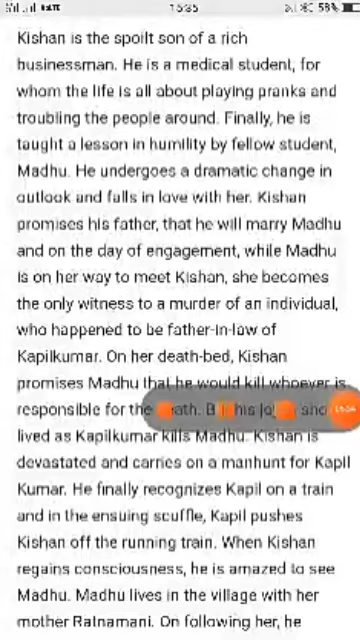 15:35
58%
Kishan is the spoilt son of a rich
businessman. He is a medical student, for
whom the life is all about playing pranks and
troubling the people around. Finally, he is
taught a lesson in humility by fellow student,
Madhu. He undergoes a dramatic change in
outlook and falls in love with her. Kishan
promises his father, that he will marry Madhu
and on the day of engagement, while Madhu
is on her way to meet Kishan, she becomes
the only witness to a murder of an individual,
who happened to be father-in-law of
Kapilkumar. On her death-bed, Kishan
promises Madhu that he would kill whoever is
responsible for the
lived as Kapilkumar kills Madhu. Kishan is
devastated and carries on a manhunt for Kapil
Kumar. He finally recognizes Kapil on a train
and in the ensuing scuffle, Kapil pushes
Kishan off the running train. When Kishan
regains consciousness, he is amazed to see
Madhu. Madhu lives in the village with her
mother Ratnamani. On following her, he